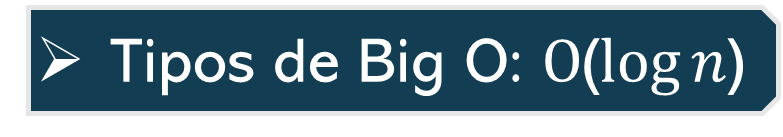 ➢ Tipos de Big O: O(log n)